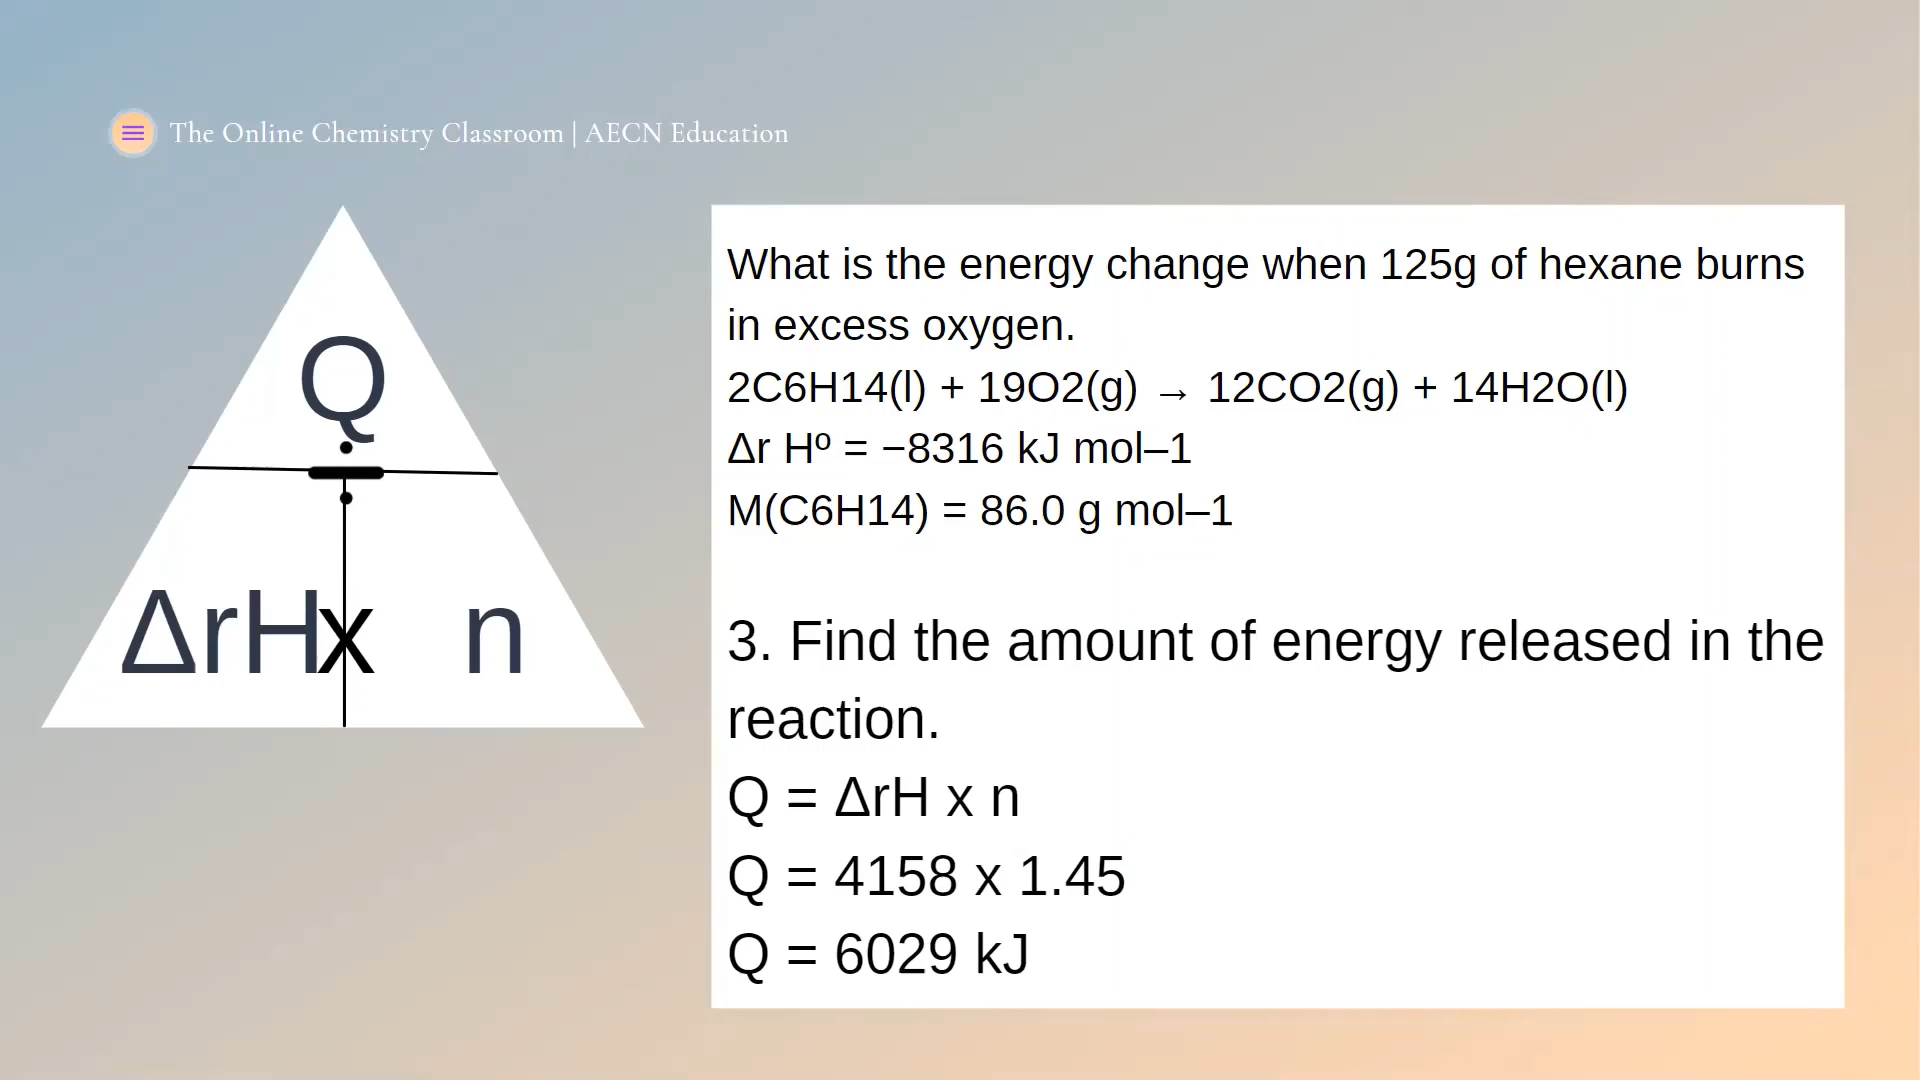 The Online Chemistry Classroom | AECN Education
Q
ΔrH x n
What is the energy change when 125g of hexane burns
in excess oxygen.
2C6H14(l) + 19O2(g) → 12CO2(g) + 14H2O(l)
Δr Hº = −8316 kJ mol–1
M(C6H14) = 86.0 g mol–1
3. Find the amount of energy released in the
reaction.
Q = ΔrH x n
Q = 4158 x 1.45
Q = 6029 kJ